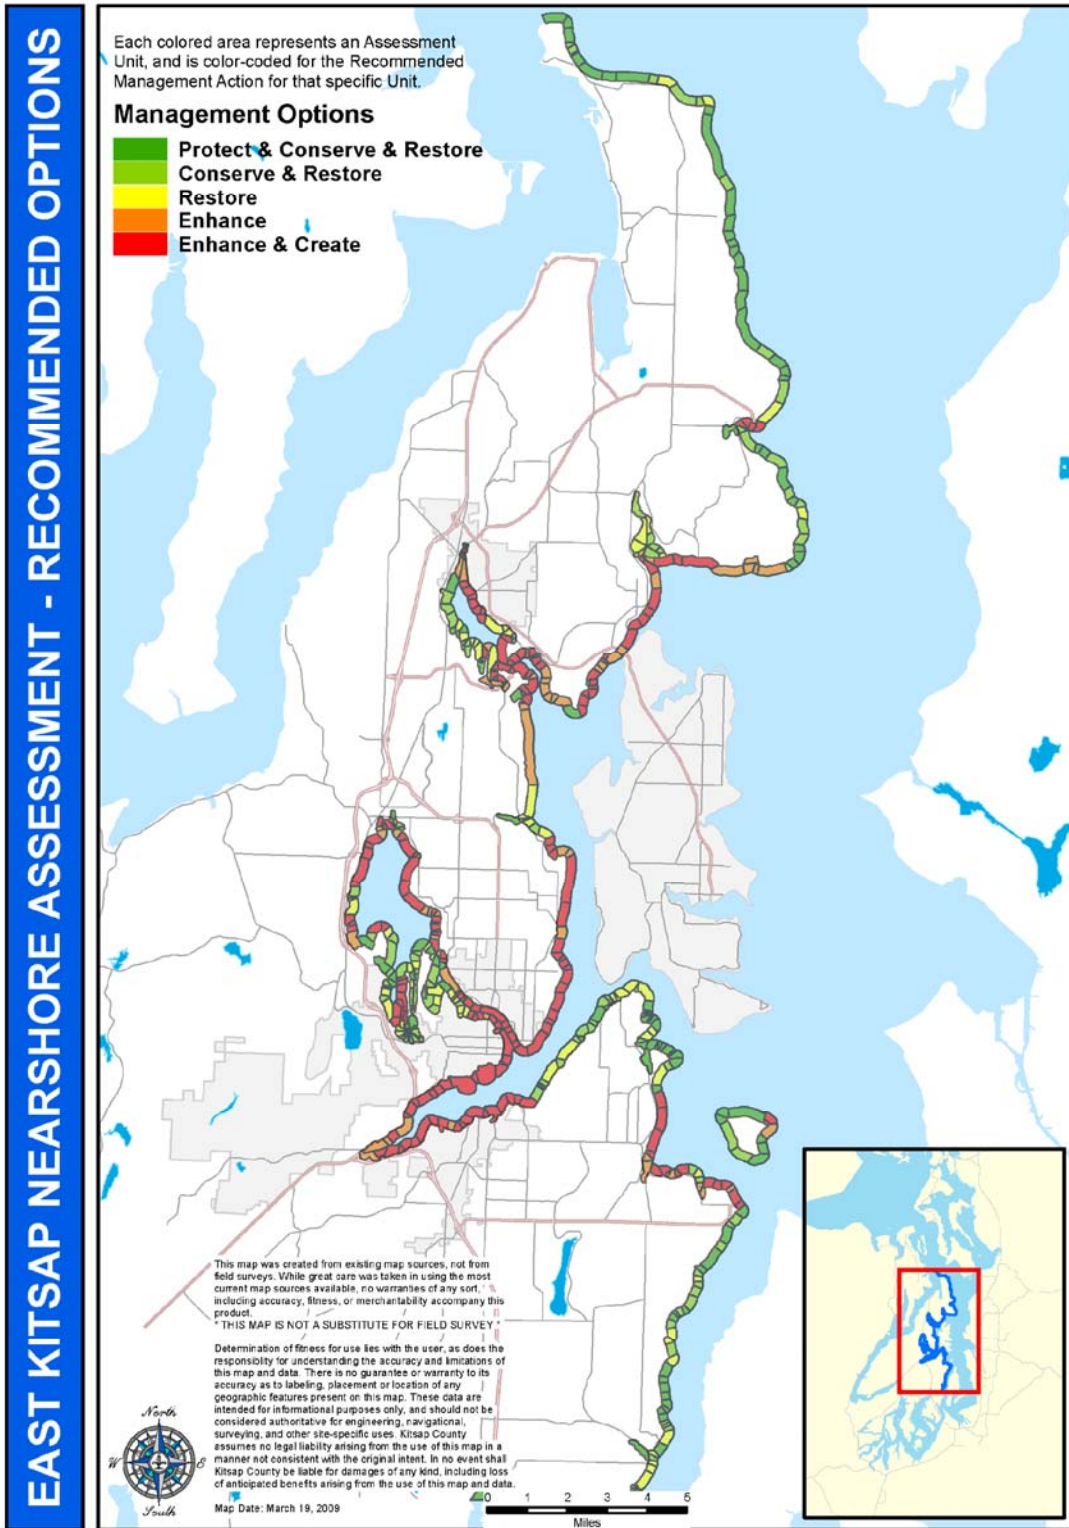 EAST KITSAP NEARSHORE ASSESSMENT - RECOMMENDED OPTIONS
Each colored area represents an Assessment
Unit, and is color-coded for the Recommended
Management Action for that specific Unit.
Management Options
Protect & Conserve & Restore
Conserve & Restore
Restore
Enhance
Enhance & Create
This map was created from existing map sources, not from
field surveys. While great care was taken in using the most
current map sources available, no warranties of any sort,
including accuracy, fitness, or merchantability accompany this
product.
* THIS MAP IS NOT A SUBSTITUTE FOR FIELD SURVEY *
Determination of fitness for use lies with the user, as does the
responsiblity for understanding the accuracy and limitations of
this map and data. There is no guarantee or warranty to its
accuracy as to labeling, placement or location of any
geographic features present on this map. These data are
intended for informational purposes only, and should not be
considered authoritative for engineering, navigational,
surveying, and other site-specific uses. Kitsap County
assumes no legal liability arising from the use of this map in a
manner not consistent with the original intent. In no event shall
Kitsap County be liable for damages of any kind, including loss
of anticipated benefits arising from the use of this map and data.
Map Date: March 19, 2009
North
W
E
South
0 1 2 3 4 5
Miles